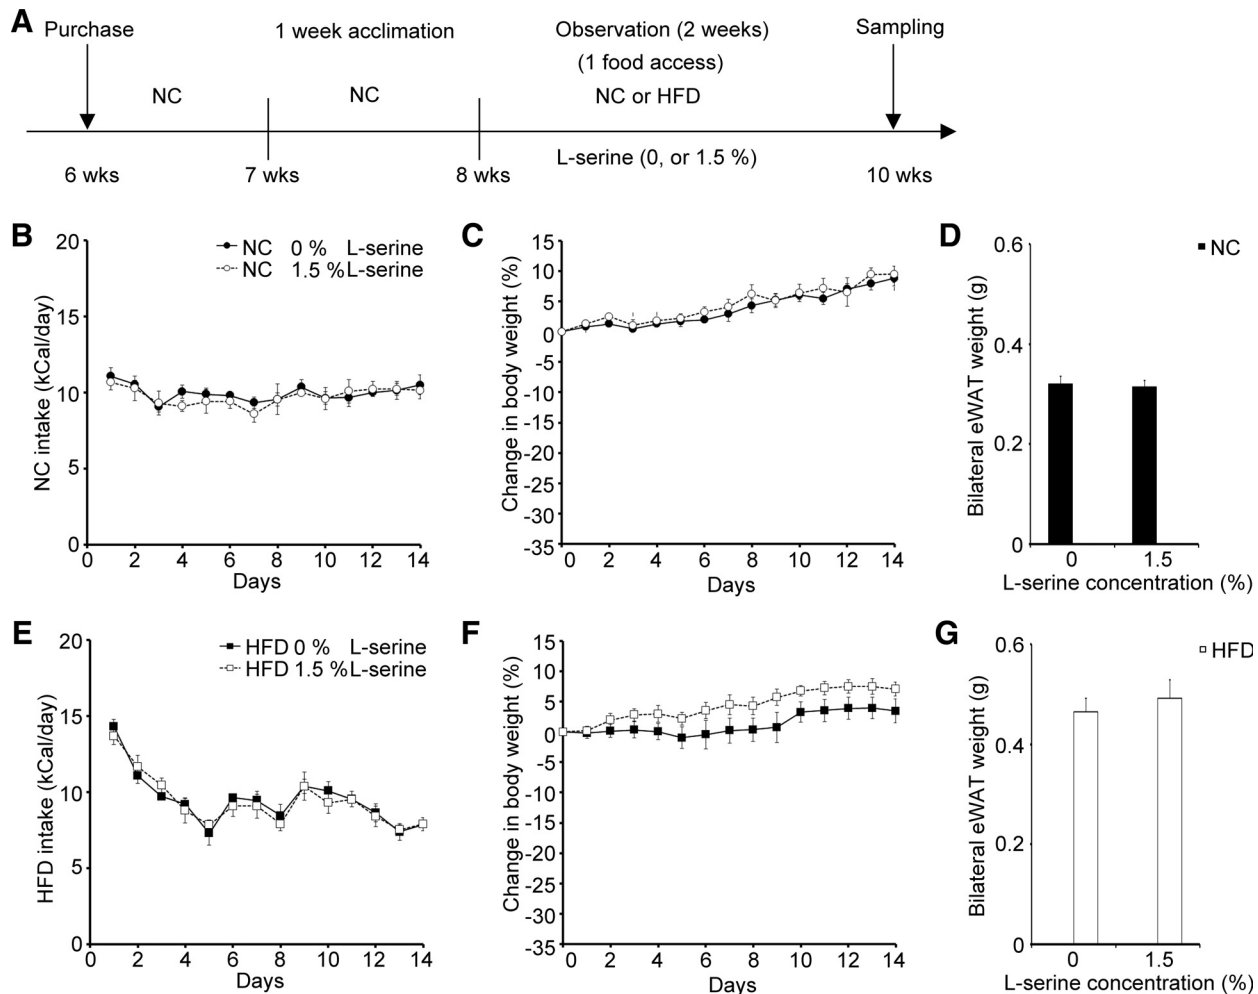 A
Purchase
1 week acclimation
Observation (2 weeks)
Sampling
(1 food access)
NC
NC
NC or HFD
L-serine (0, or 1.5 %)
6 wks
7 wks
8 wks
10 wks
B
NC 0 % L-serine
NC 1.5 % L-serine
NC intake (kCal/day)
20
15
10
5
0
0 2 4 6 8 10 12 14
Days
C
Change in body weight (%)
15
10
5
0
-5
-10
-15
-20
-25
-30
-35
0 2 4 6 8 10 12 14
Days
D
NC
Bilateral eWAT weight (g)
0.6
0.4
0.2
0
0 1.5
L-serine concentration (%)
E
HFD 0 % L-serine
HFD 1.5 % L-serine
HFD intake (kCal/day)
20
15
10
5
0
0 2 4 6 8 10 12 14
Days
F
Change in body weight (%)
15
10
5
0
-5
-10
-15
-20
-25
-30
-35
0 2 4 6 8 10 12 14
Days
G
HFD
Bilateral eWAT weight (g)
0.6
0.4
0.2
0
0 1.5
L-serine concentration (%)